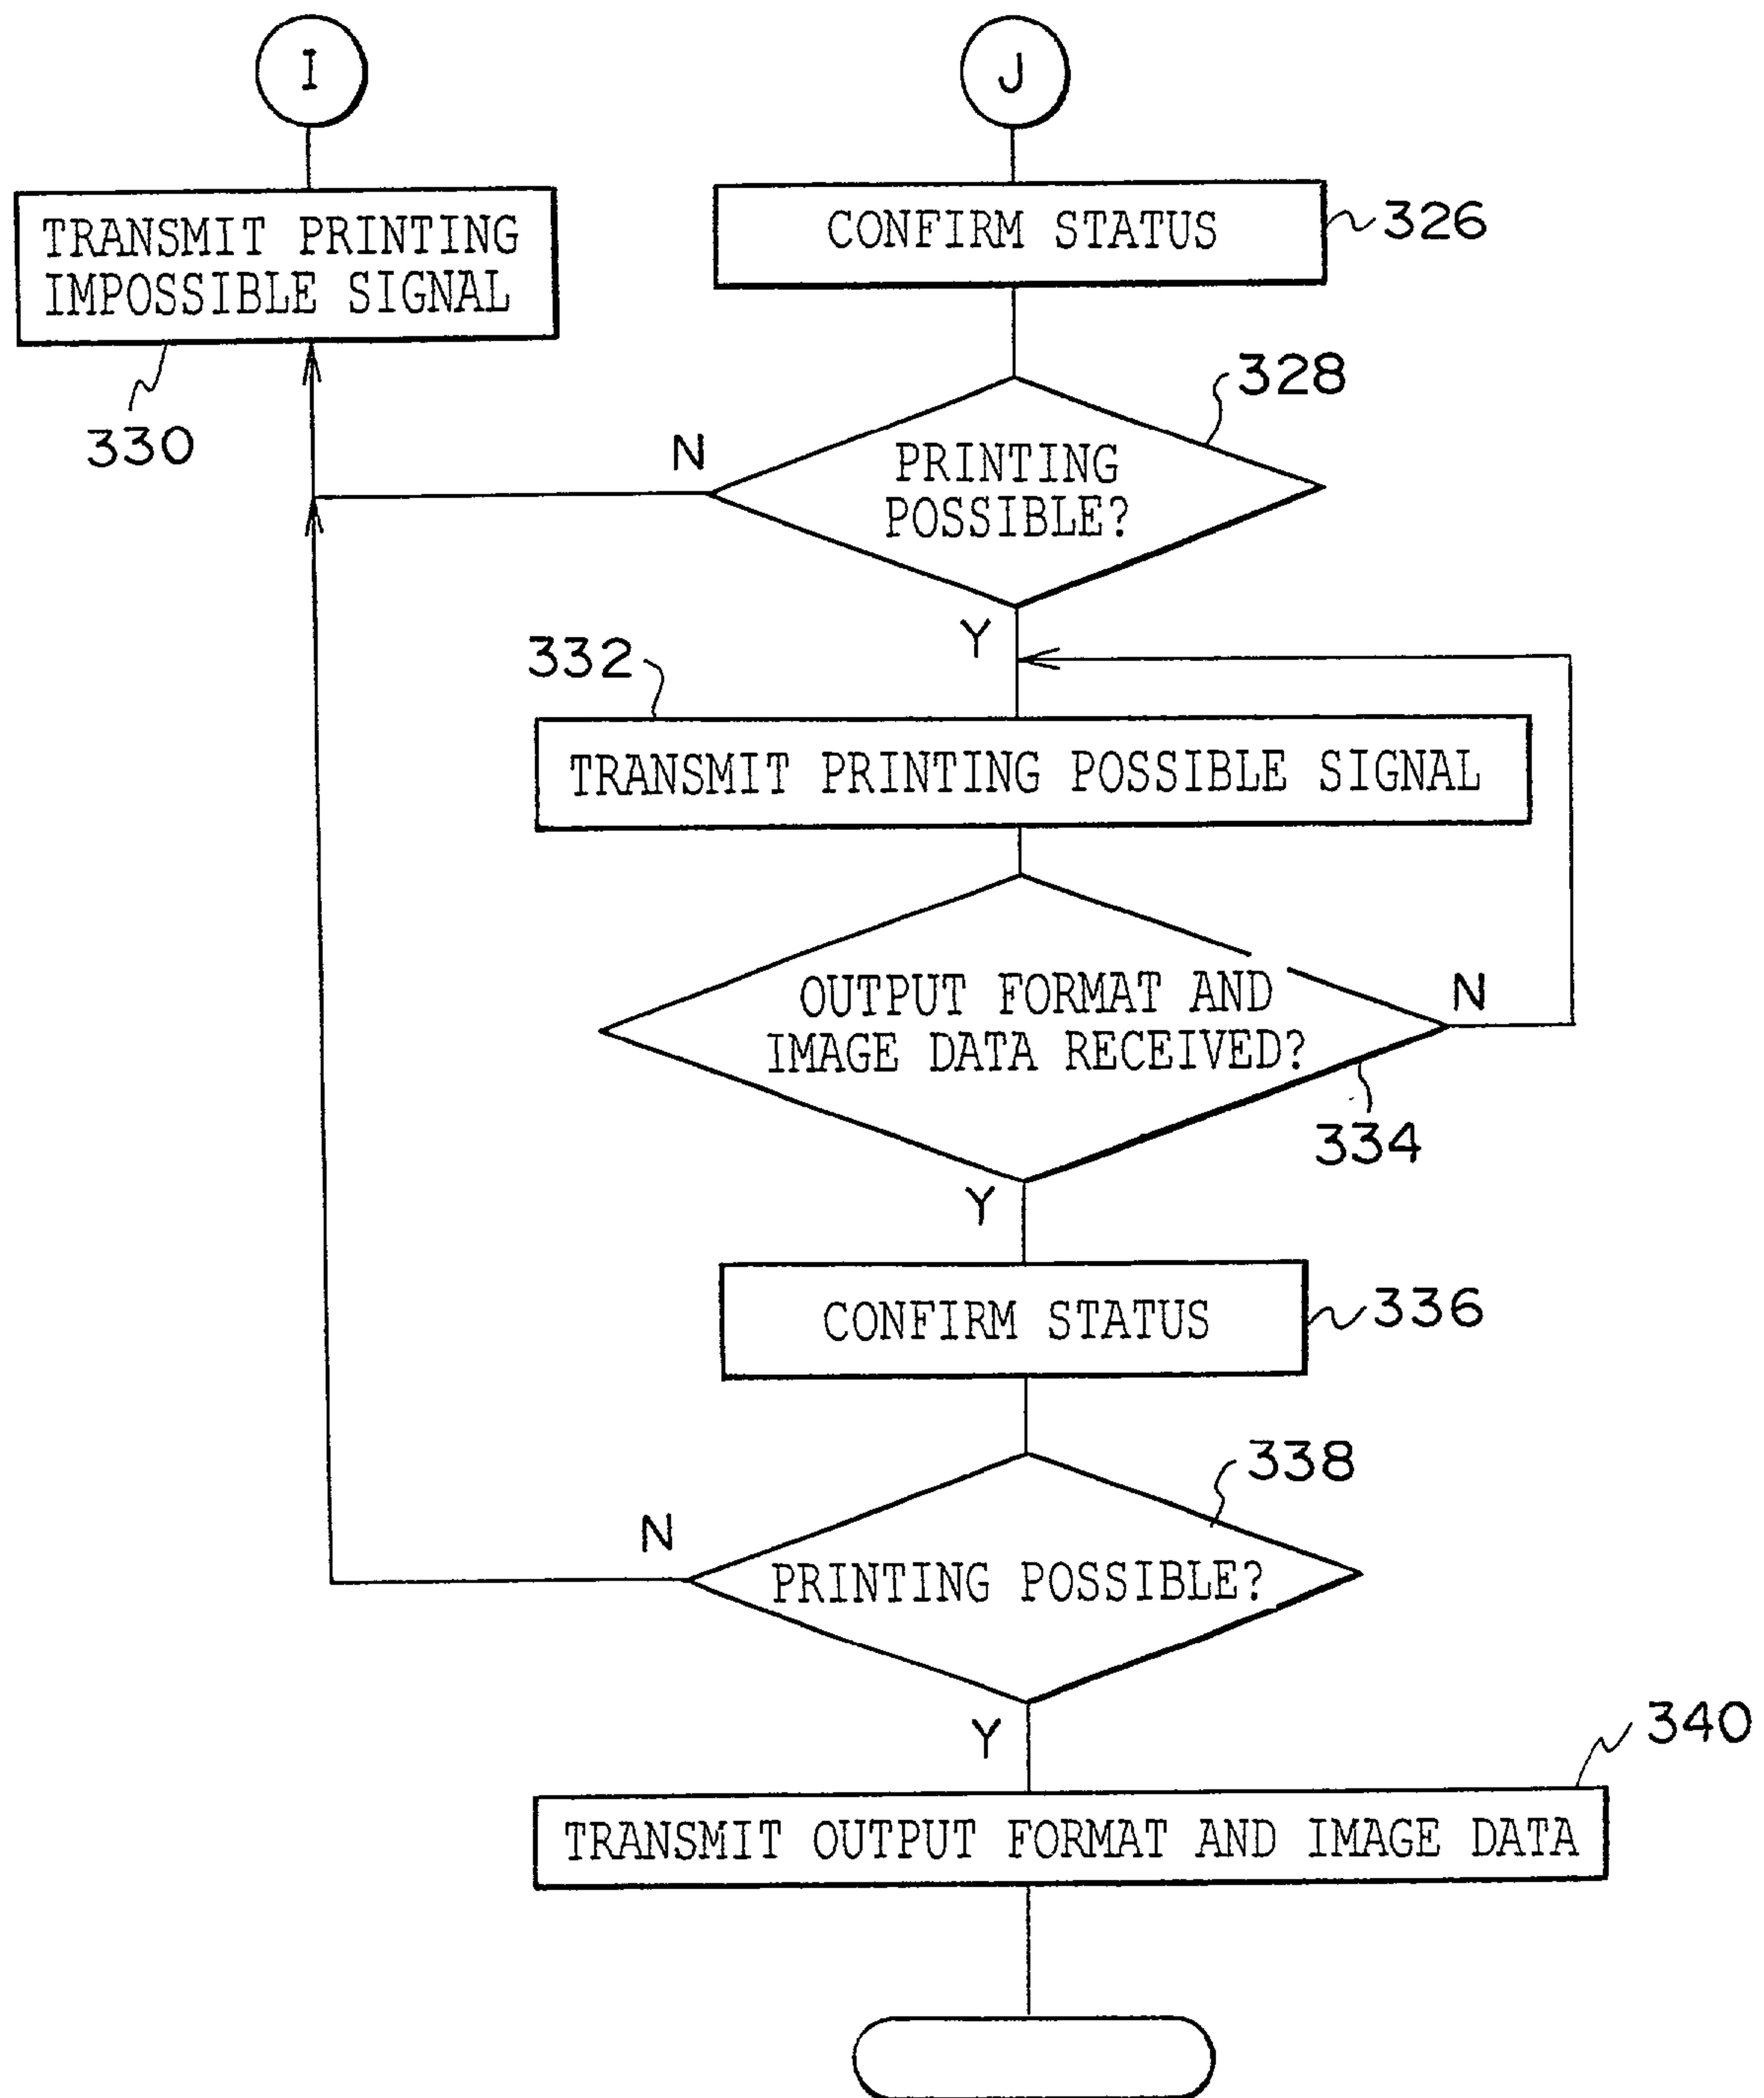 I
J
TRANSMIT PRINTING
IMPOSSIBLE SIGNAL
330
CONFIRM STATUS
326
328
N
PRINTING
POSSIBLE?
Y
332
TRANSMIT PRINTING POSSIBLE SIGNAL
OUTPUT FORMAT AND
IMAGE DATA RECEIVED?
N
334
Y
CONFIRM STATUS
336
338
N
PRINTING POSSIBLE?
Y
340
TRANSMIT OUTPUT FORMAT AND IMAGE DATA